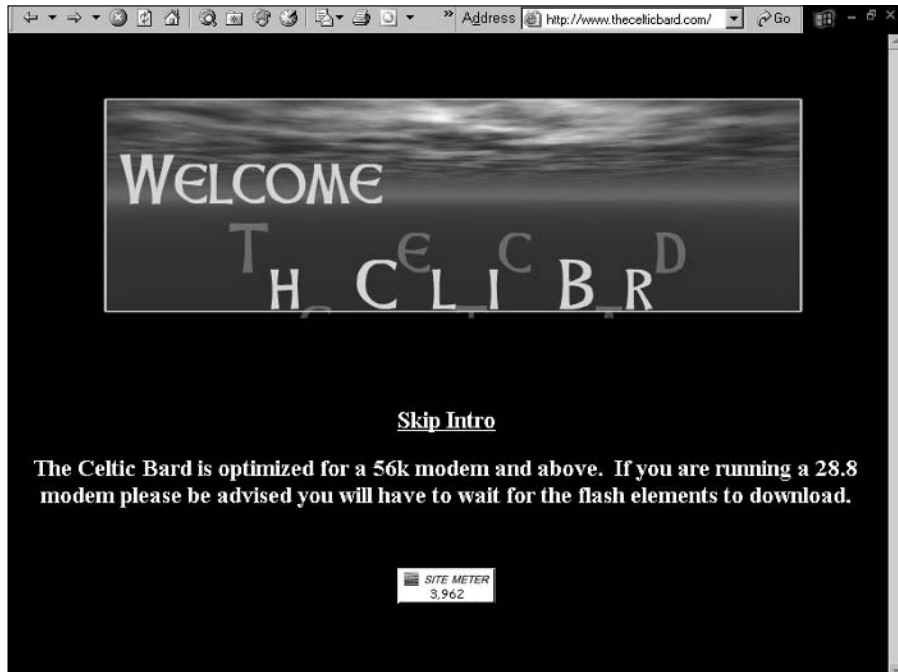 » Address http://www.thecelticbard.com/ Go
WELCOME
T E C D
H C L I B R
Skip Intro
The Celtic Bard is optimized for a 56k modem and above. If you are running a 28.8
modem please be advised you will have to wait for the flash elements to download.
SITE METER
3,962